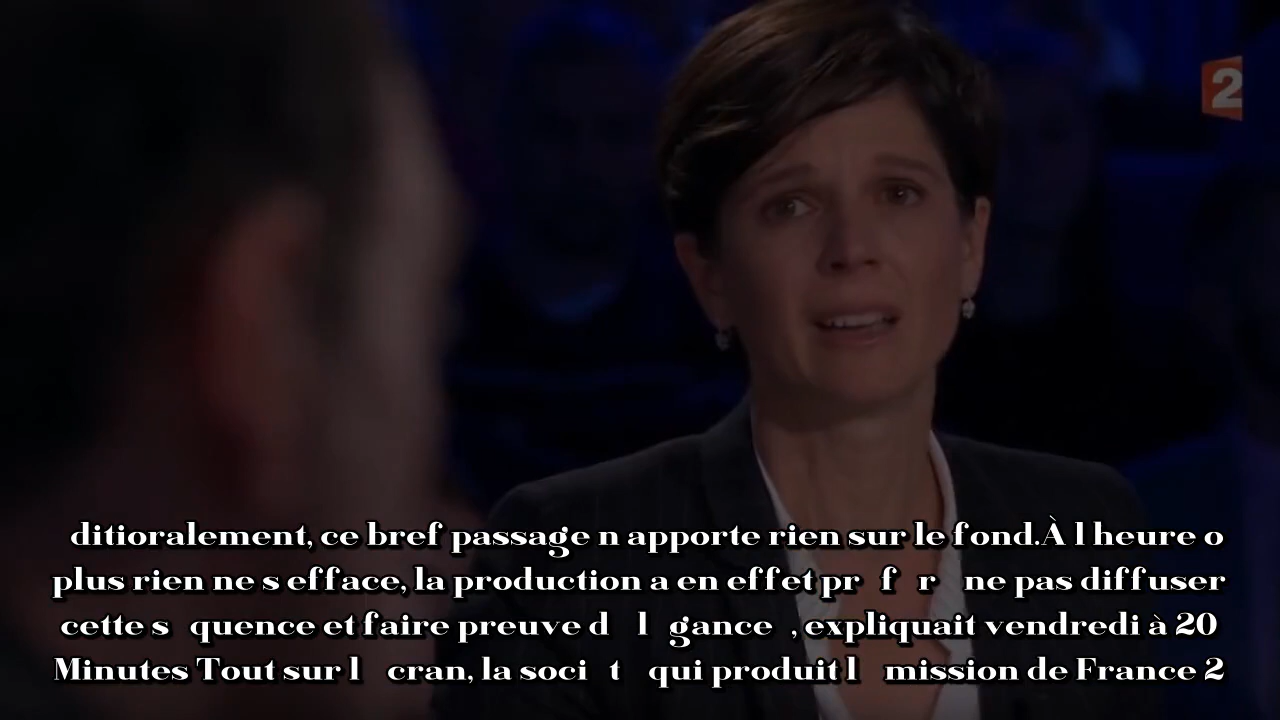 2
ditioralement, ce bref passage n apporte rien sur le fond.À l heure o
plus rien ne s efface, la production a en effet pr f r ne pas diffuser
cette s quence et faire preuve d l gance , expliquait vendredi à 20
Minutes Tout sur l cran, la soci t qui produit l mission de France 2